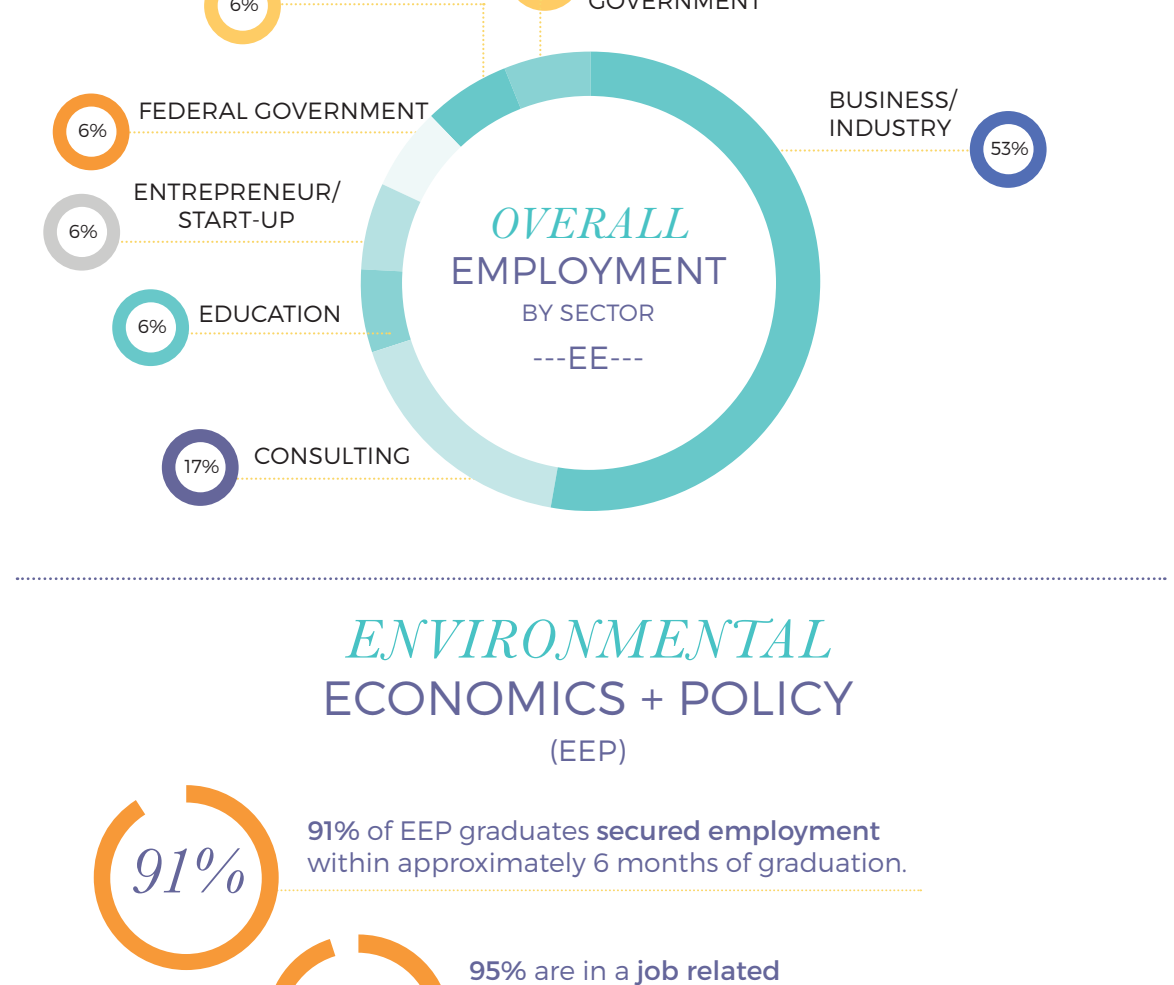 6%
GOVERNMENT
FEDERAL GOVERNMENT
6%
BUSINESS/
INDUSTRY
53%
ENTREPRENEUR/
START-UP
6%
OVERALL
EMPLOYMENT
BY SECTOR
---EE---
EDUCATION
6%
CONSULTING
17%
ENVIRONMENTAL
ECONOMICS + POLICY
(EEP)
91%
91% of EEP graduates secured employment
within approximately 6 months of graduation.
95% are in a job related